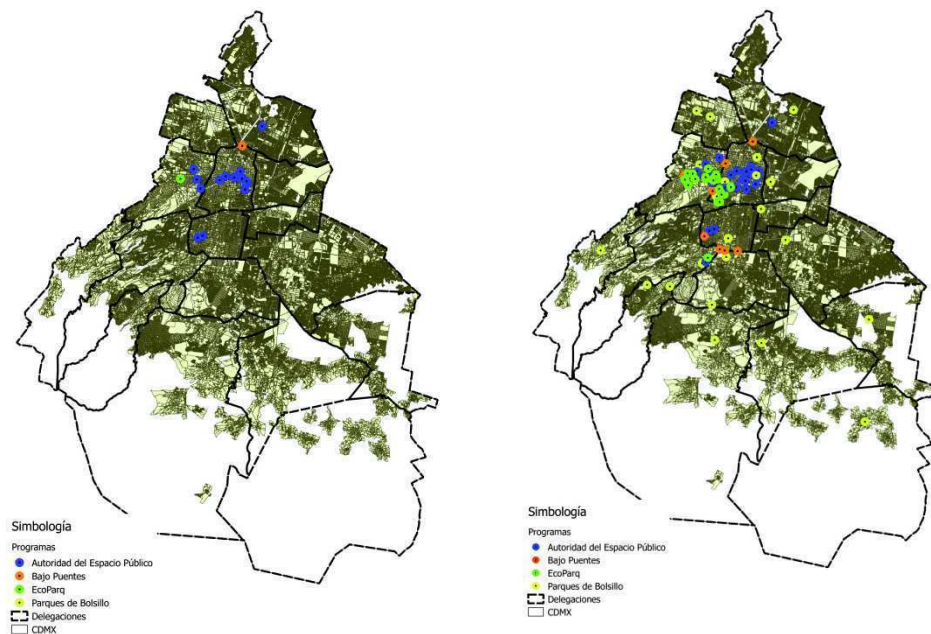 Simbología
Programas
Autoridad del Espacio Público
Bajo Puentes
EcoParq
Parques de Bolsillo
Delegaciones
CDMX
Simbología
Programas
Autoridad del Espacio Público
Bajo Puentes
EcoParq
Parques de Bolsillo
Delegaciones
CDMX